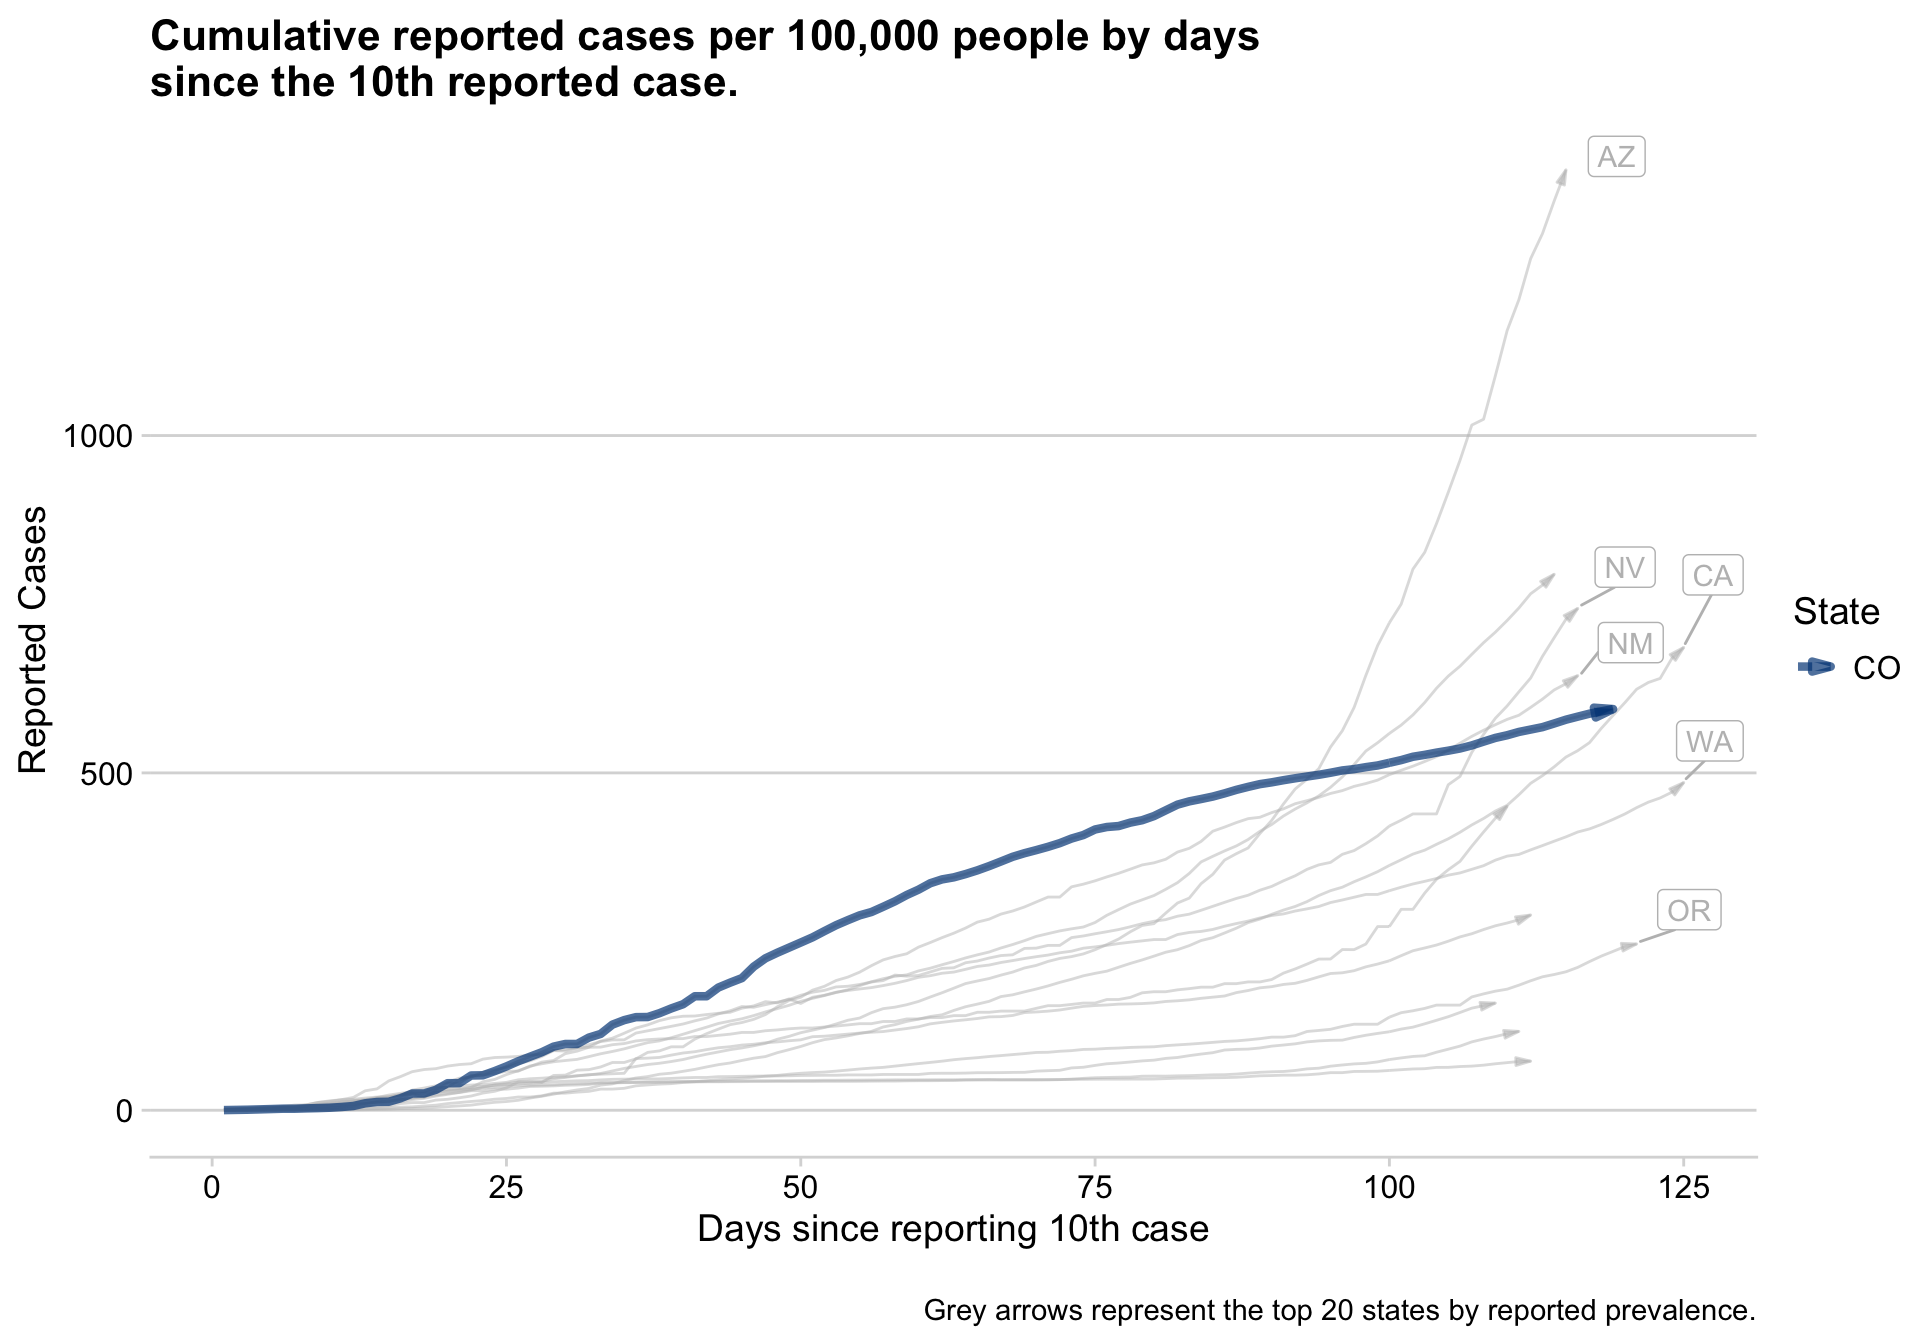 Cumulative reported cases per 100,000 people by days
since the 10th reported case.
AZ
1000
NV
CA
NM
State
CO
500
WA
OR
0
Reported Cases
0 25 50 75 100 125
Days since reporting 10th case
Grey arrows represent the top 20 states by reported prevalence.